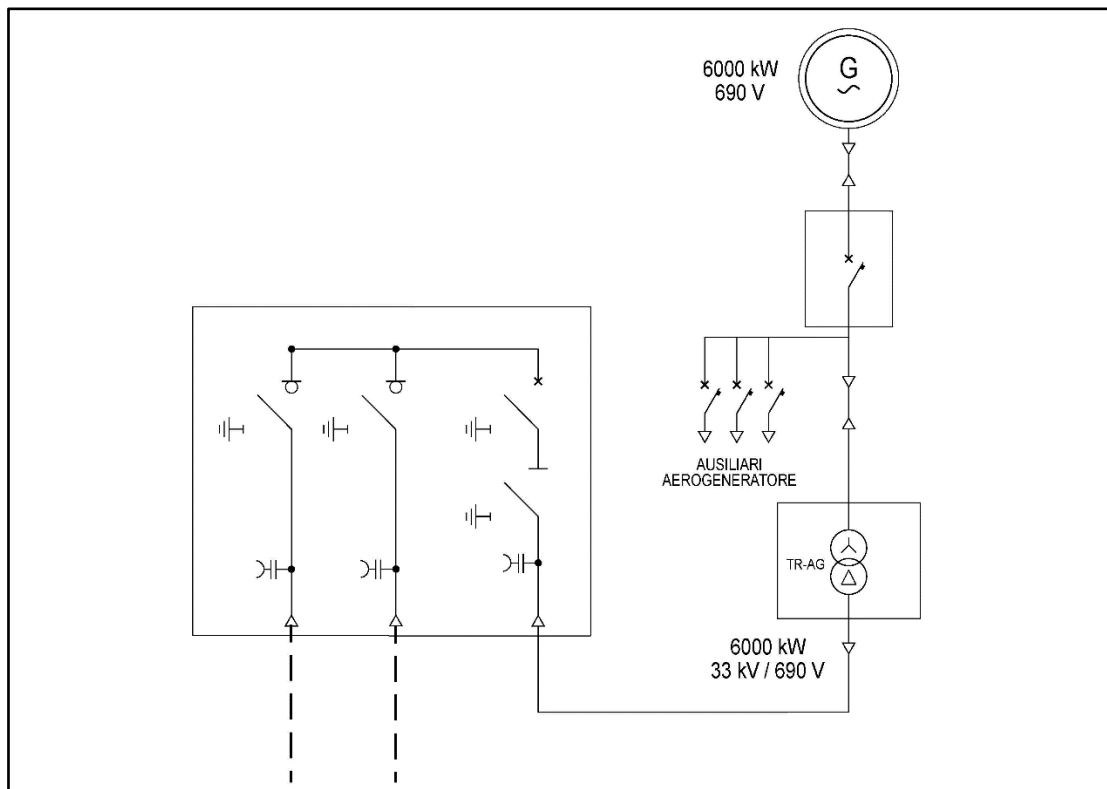 6000 kW
690 V
G
AUSILIARI
AEROGENERATORE
TR-AG
6000 kW
33 kV / 690 V